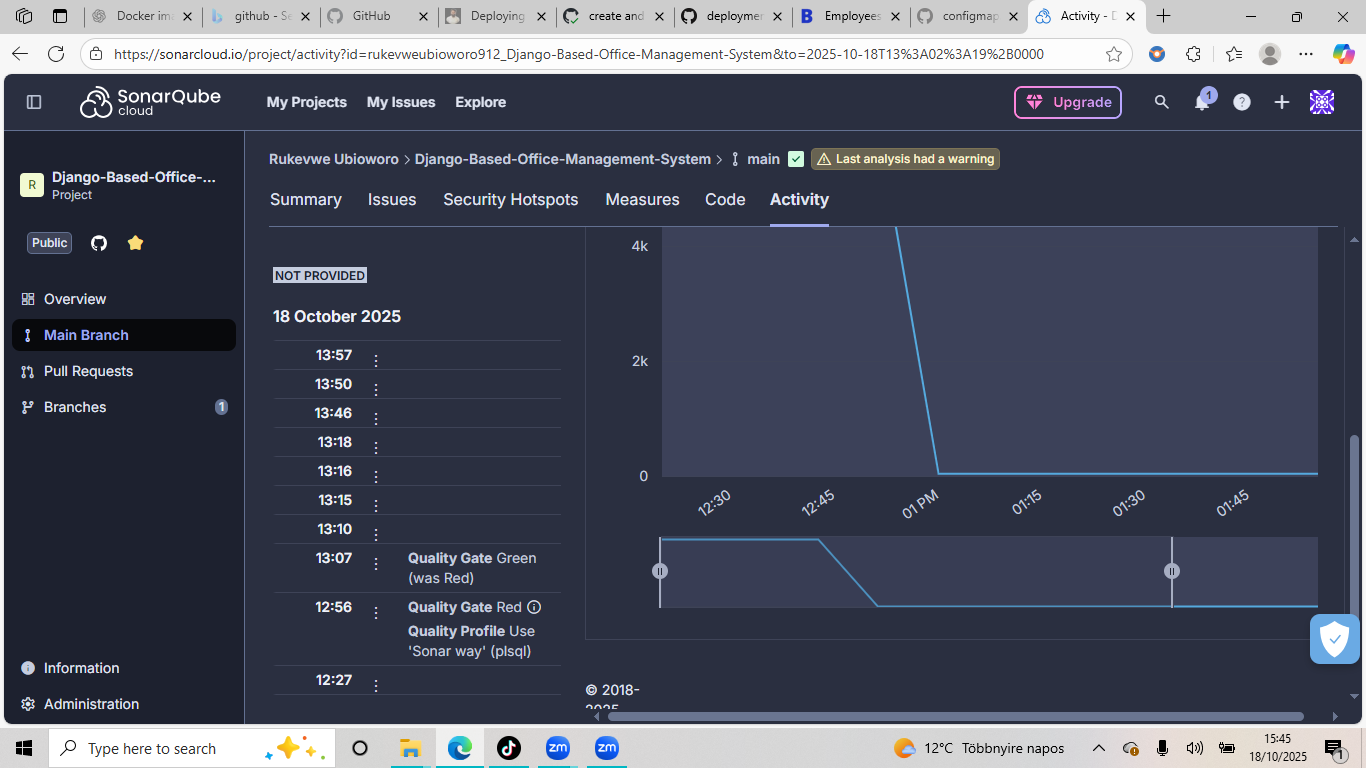 Docker im
github - Se
GitHub
Deploying
create and
deploymer
Employees
configmap
Activity - D
https://sonarcloud.io/project/activity?id=rukevweubioworo912_Django-Based-Office-Management-System&to=2025-10-18T13%3A02%3A19%2B0000
SonarQube
cloud
My Projects
My Issues
Explore
Upgrade
1
Rukevwe Ubioworo
Django-Based-Office-Management-System
main
Last analysis had a warning
R
Django-Based-Office-...
Project
Summary
Issues
Security Hotspots
Measures
Code
Activity
Public
Overview
Main Branch
Pull Requests
Branches
1
Information
Administration
NOT PROVIDED
18 October 2025
13:57
13:50
13:46
13:18
13:16
13:15
13:10
13:07
Quality Gate Green
(was Red)
12:56
Quality Gate Red
Quality Profile Use
'Sonar way' (plsql)
12:27
4k
2k
0
12:30
12:45
01 PM
01:15
01:30
01:45
© 2018-
2025
Type here to search
zm
zm
12°C Többnyire napos
15:45
18/10/2025
1